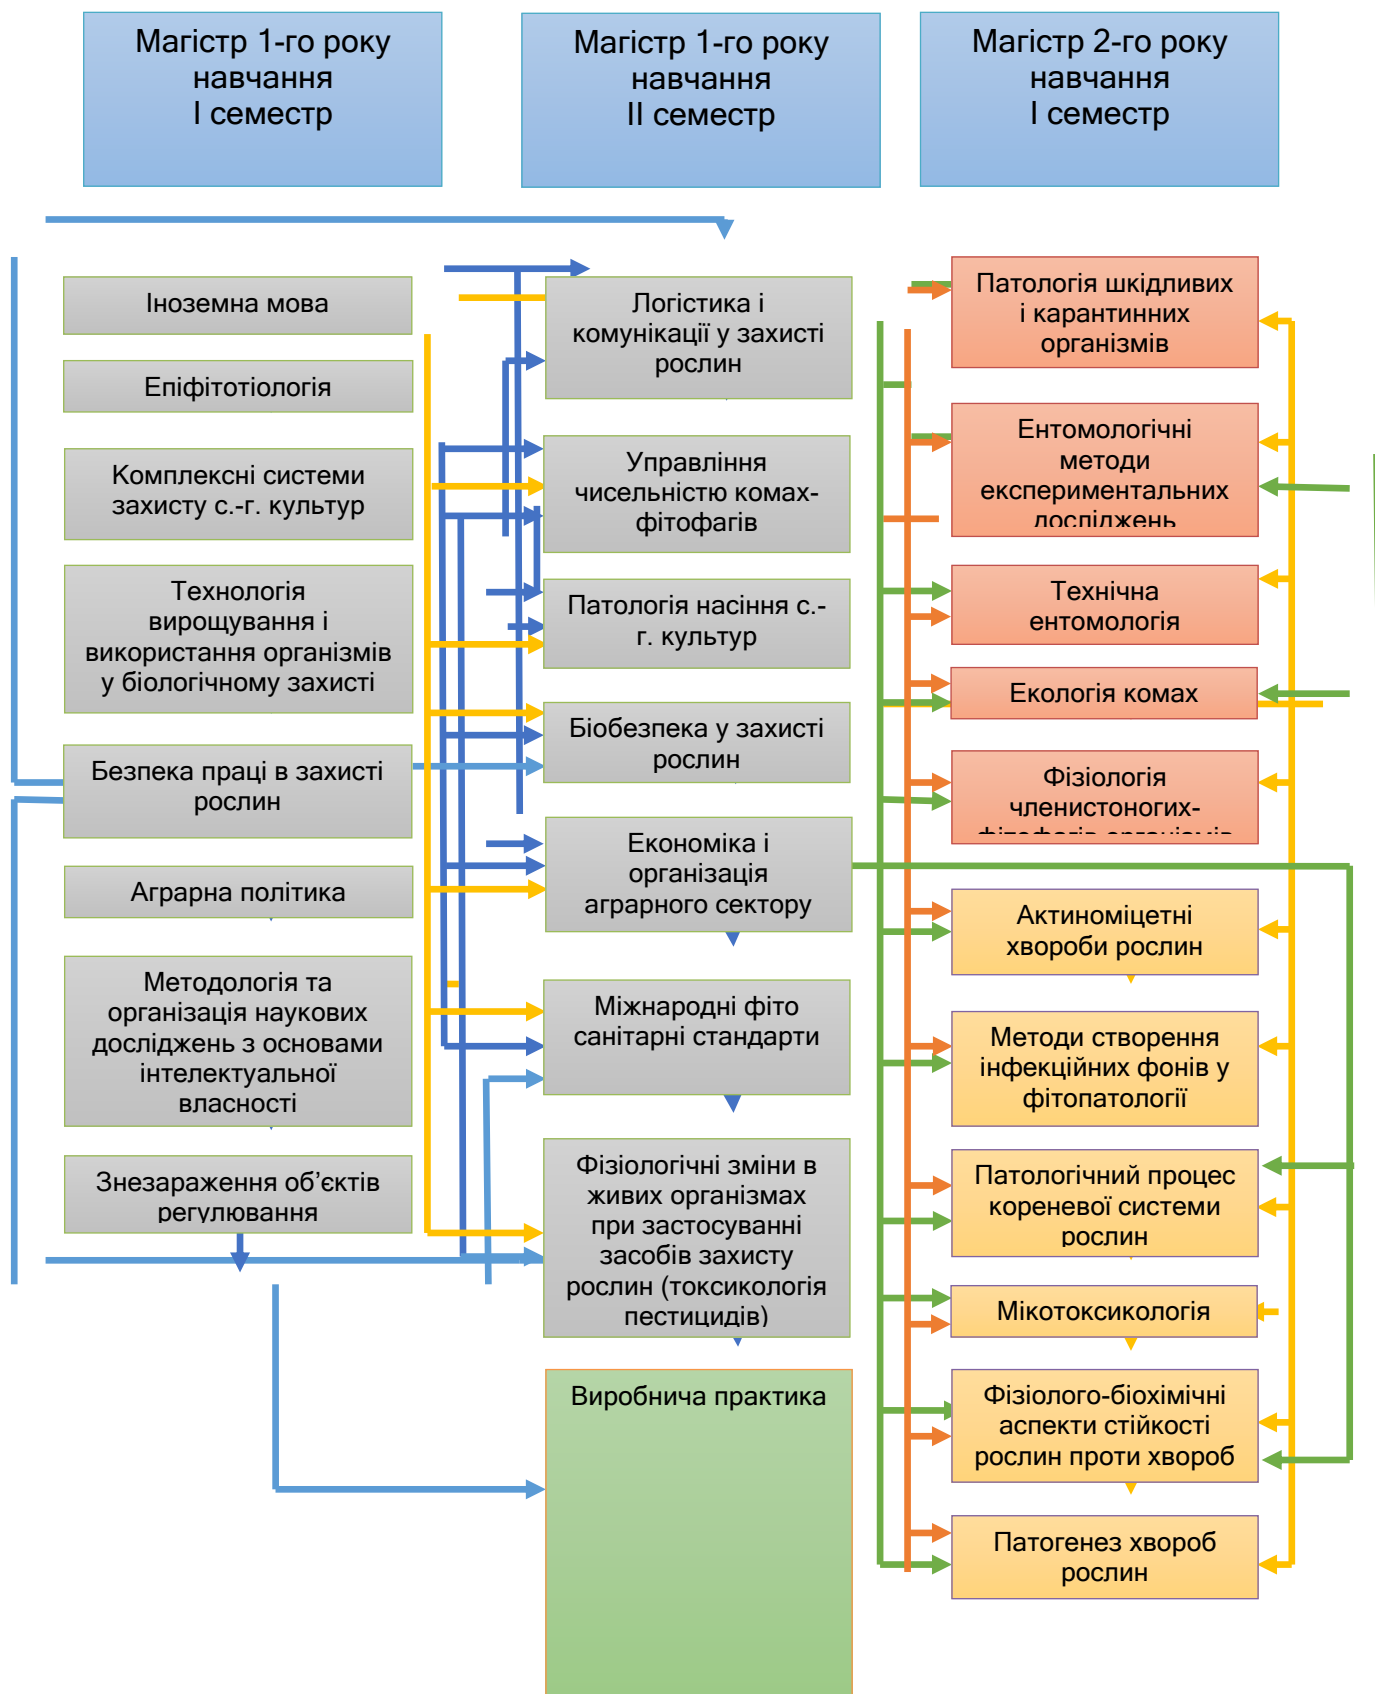 Магістр 1-го року
навчання
І семестр
Магістр 1-го року
навчання
ІІ семестр
Магістр 2-го року
навчання
І семестр
Іноземна мова
Епіфітотіологія
Комплексні системи
захисту с.-г. культур
Технологія
вирощування і
використання організмів
у біологічному захисті
Безпека праці в захисті
рослин
Аграрна політика
Методологія та
організація наукових
досліджень з основами
інтелектуальної
власності
Знезараження об’єктів
регулювання
Логістика і
комунікації у захисті
рослин
Управління
чисельністю комах-
фітофагів
Патологія насіння с.-
г. культур
Біобезпека у захисті
рослин
Економіка і
організація
аграрного сектору
Міжнародні фіто
санітарні стандарти
Фізіологічні зміни в
живих організмах
при застосуванні
засобів захисту
рослин (токсикологія
пестицидів)
Виробнича практика
Патологія шкідливих
і карантинних
організмів
Ентомологічні
методи
експериментальних
досліджень
Технічна
ентомологія
Екологія комах
Фізіологія
членистоногих-
фітофагів організмів
Актиноміцетні
хвороби рослин
Методи створення
інфекційних фонів у
фітопатології
Патологічний процес
кореневої системи
рослин
Мікотоксикологія
Фізіолого-біохімічні
аспекти стійкості
рослин проти хвороб
Патогенез хвороб
рослин